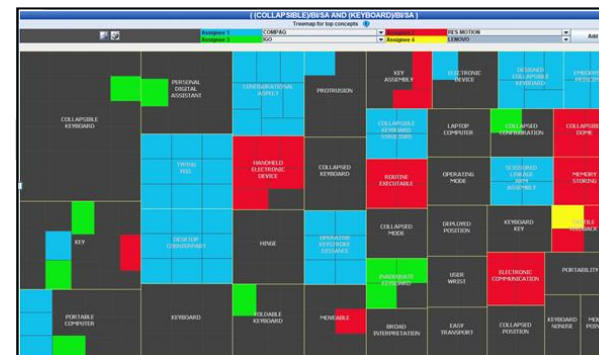 ( (COLLAPSIBLE)/BI/SA AND (KEYBOARD)/BI/SA )
Treemap for top concepts
Assignee 1 COMPAQ
Assignee 2 RES MOTION
Assignee 3 IGO
Assignee 4 LENOVO
Add
COLLAPSIBLE KEYBOARD
PERSONAL DIGITAL ASSISTANT
CONFIGURATIONAL ASPECT
PROTRUSION
KEY ASSEMBLY
ELECTRONIC DEVICE
DESIGNED COLLAPSIBLE KEYBOARD
COLLAPSIBLE KEYBOARD STRUCTURE
LAPTOP COMPUTER
COLLAPSED CONFIGURATION
COLLAPSIBLE DOME
TYPING FEEL
HANDHELD ELECTRONIC DEVICE
COLLAPSED KEYBOARD
ROUTINE EXECUTABLE
OPERATING MODE
SCISSORED LINKAGE ARM ASSEMBLY
MEMORY STORING
KEY
DESKTOP COUNTERPART
HINGE
OPERATOR KEYSTROKE DISTANCE
COLLAPSED MODE
DEPLOYED POSITION
KEYBOARD KEY
INADEQUATE KEYBOARD
USER WRIST
ELECTRONIC COMMUNICATION
PORTABILITY
PORTABLE COMPUTER
KEYBOARD
FOLDABLE KEYBOARD
MOVEABLE
BROAD INTERPRETATION
EASY TRANSPORT
COLLAPSED POSITION
KEYBOARD NONUSE